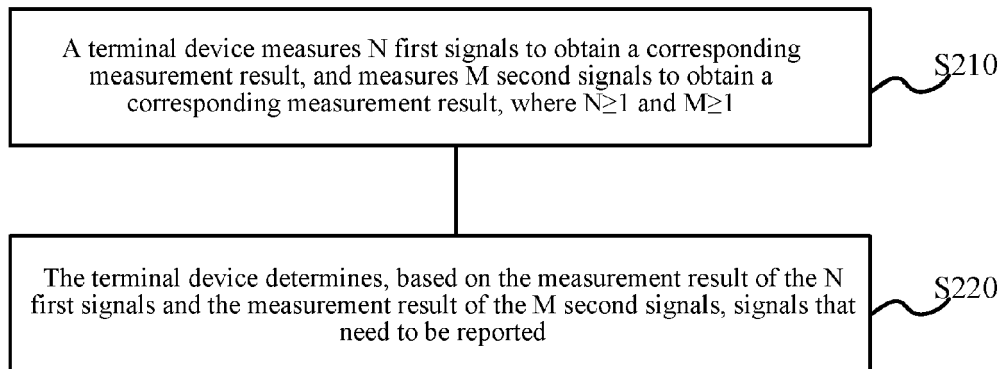 A terminal device measures N first signals to obtain a corresponding
measurement result, and measures M second signals to obtain a
corresponding measurement result, where N≥1 and M≥1
S210
The terminal device determines, based on the measurement result of the N
first signals and the measurement result of the M second signals, signals that
need to be reported
S220